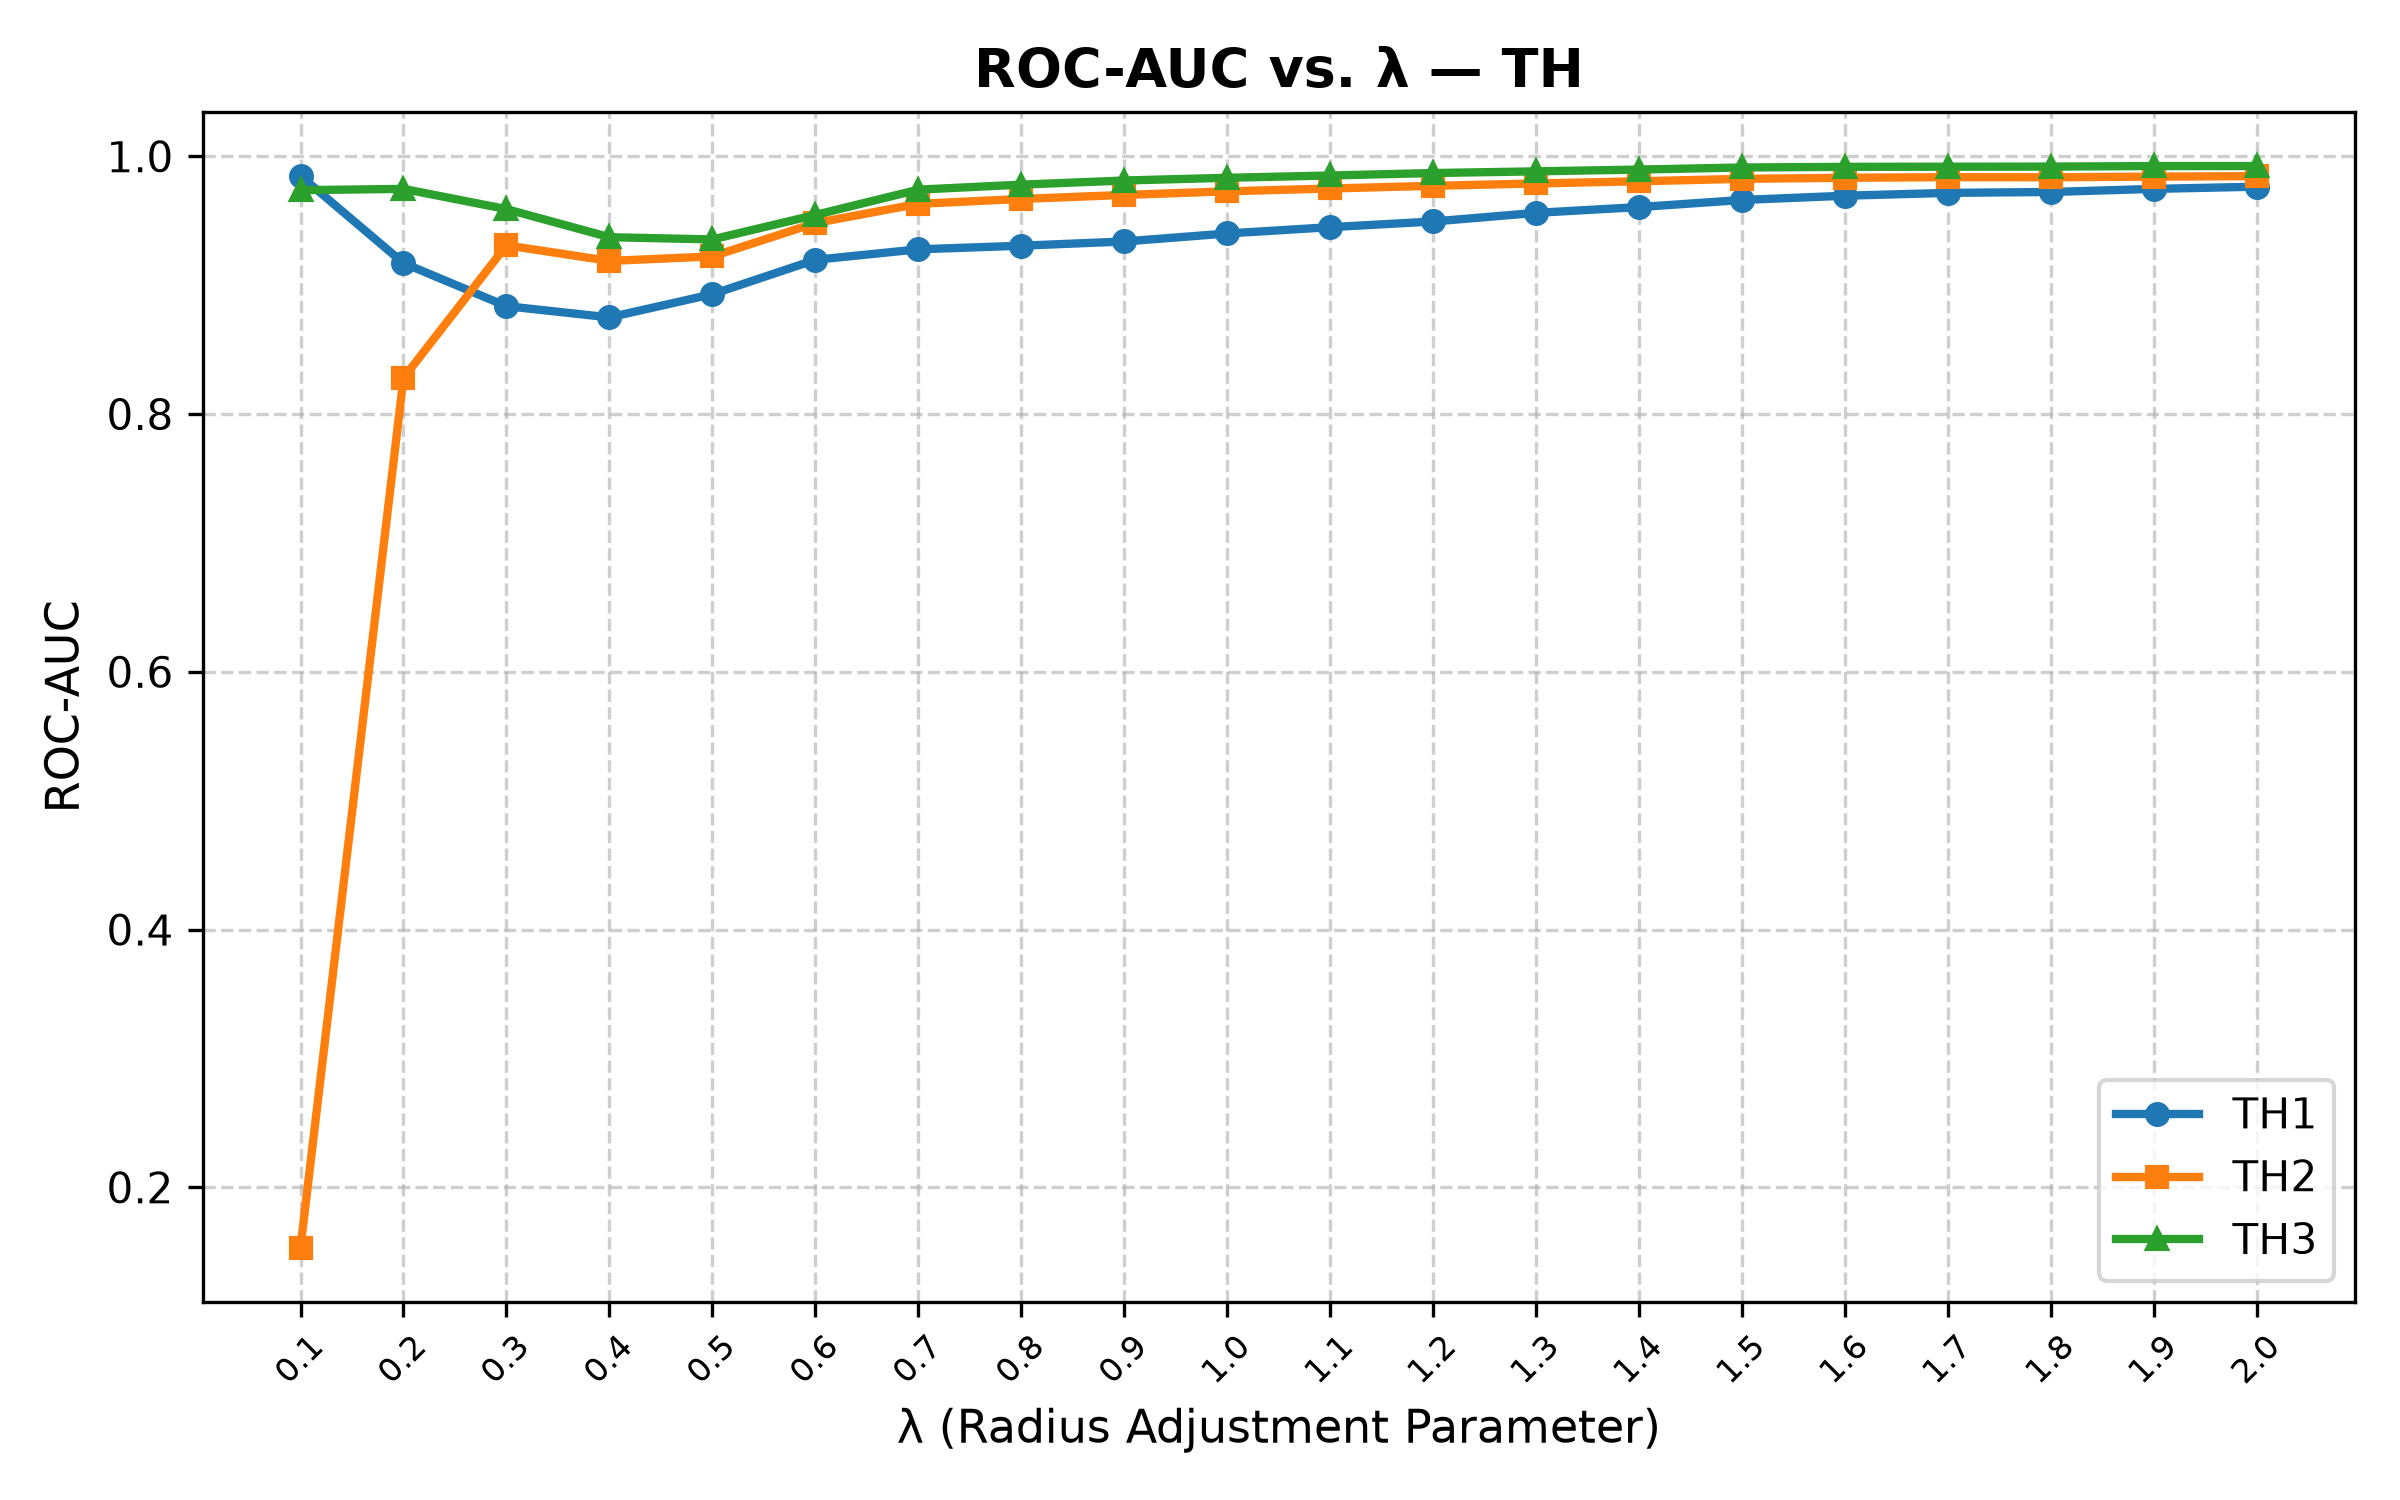 ROC-AUC vs. λ — TH
ROC-AUC
1.0
0.8
0.6
0.4
0.2
0.1 0.2 0.3 0.4 0.5 0.6 0.7 0.8 0.9 1.0 1.1 1.2 1.3 1.4 1.5 1.6 1.7 1.8 1.9 2.0
λ (Radius Adjustment Parameter)
TH1
TH2
TH3